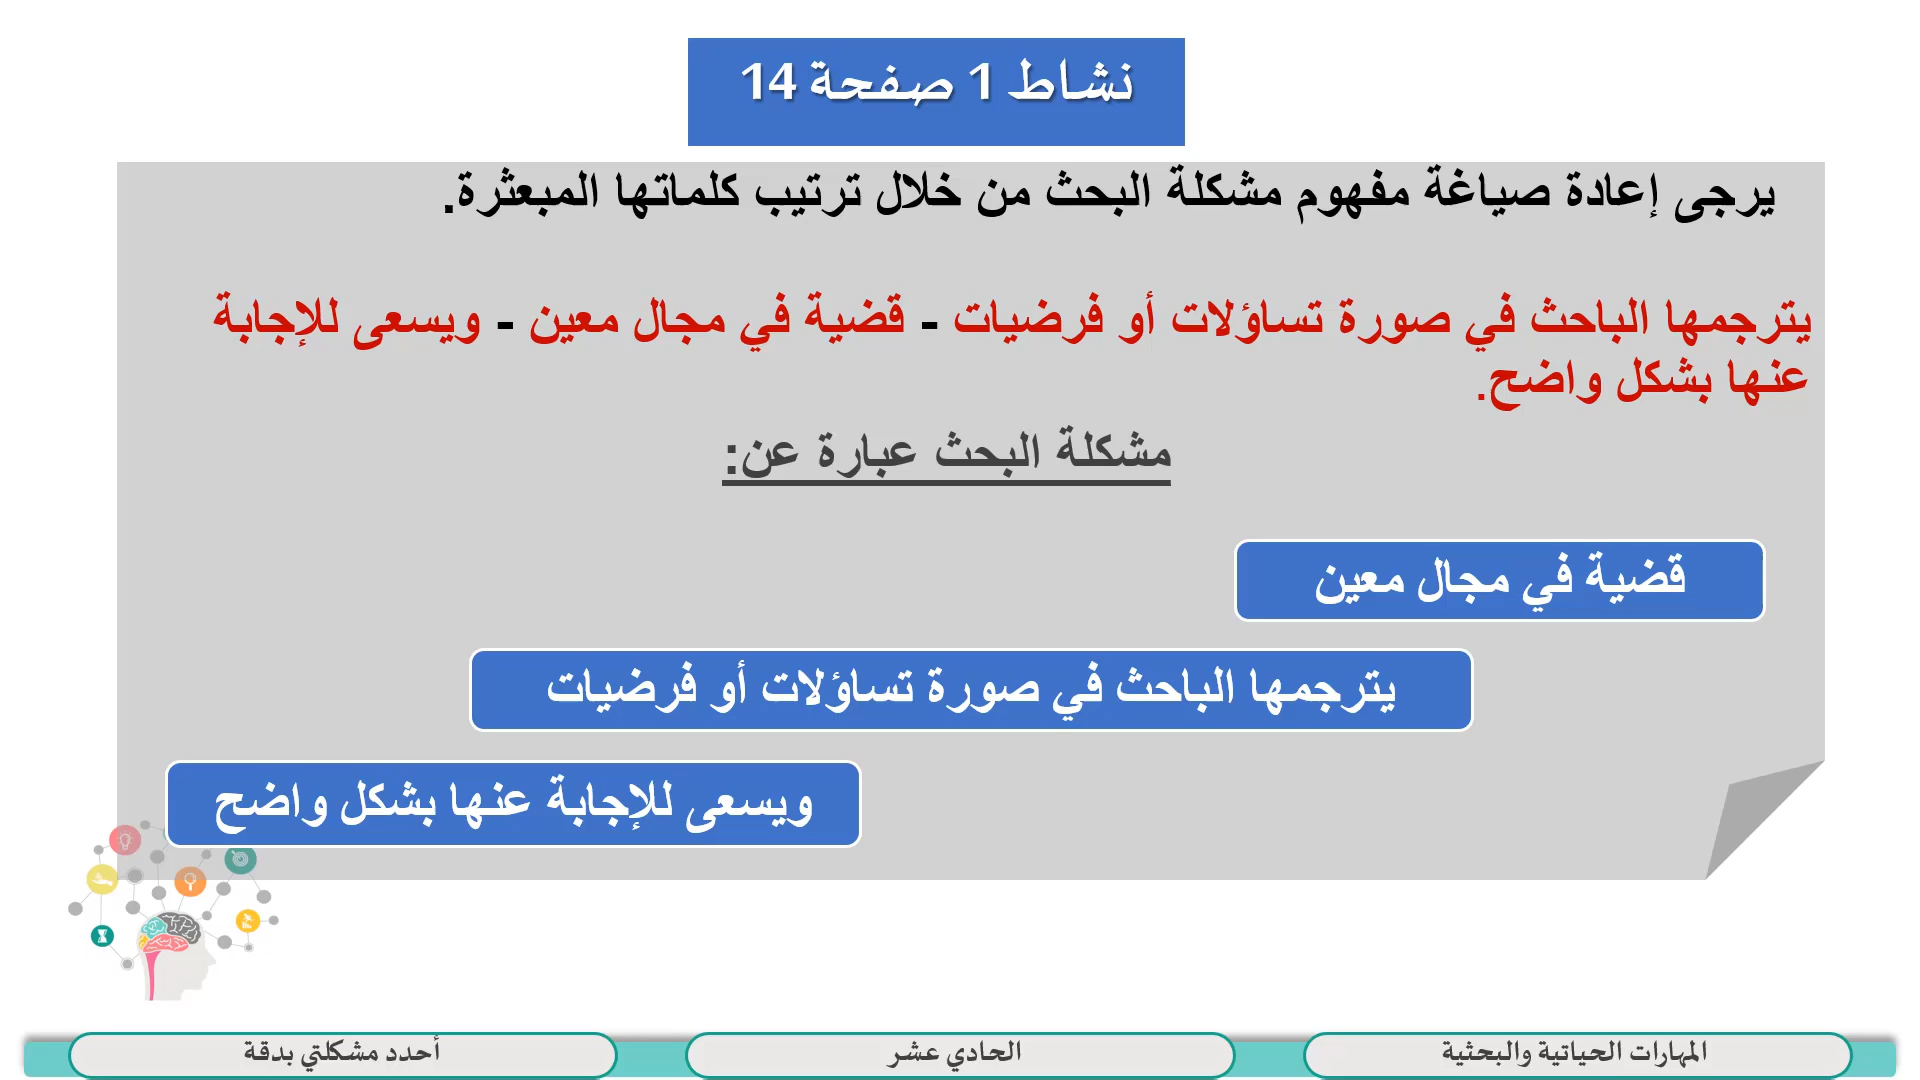 نشاط 1 صفحة 14
يرجى إعادة صياغة مفهوم مشكلة البحث من خلال ترتيب كلماتها المبعثرة.
يترجمها الباحث في صورة تساؤلات أو فرضيات - قضية في مجال معين - ويسعى للإجابة
عنها بشكل واضح.
مشكلة البحث عبارة عن:
قضية في مجال معين
يترجمها الباحث في صورة تساؤلات أو فرضيات
ويسعى للإجابة عنها بشكل واضح
المهارات الحياتية والبحثية
الحادي عشر
أحدد مشكلتي بدقة